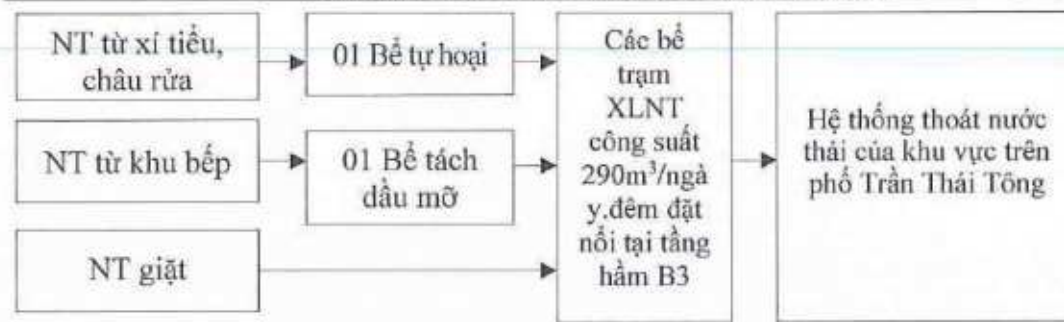 NT từ xí tiểu,
châu rửa
01 Bể tự hoại
NT từ khu bếp
01 Bể tách
dầu mỡ
NT giặt
Các bể
trạm
XLNT
công suất
290m³/ngà
y.đêm đặt
nổi tại tầng
hầm B3
Hệ thống thoát nước
thải của khu vực trên
phố Trần Thái Tông